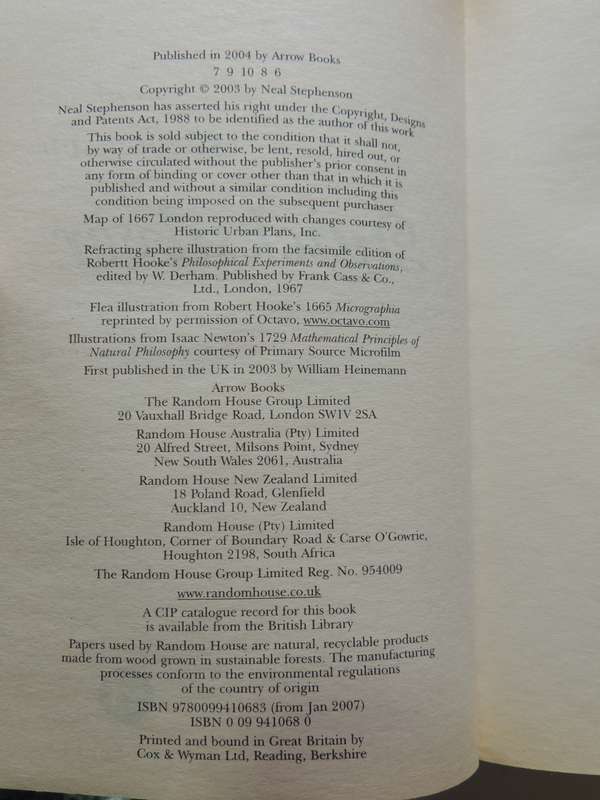 Published in 2004 by Arrow Books
7 9 10 8 6
Copyright © 2003 by Neal Stephenson
Neal Stephenson has asserted his right under the Copyright, Designs
and Patents Act, 1988 to be identified as the author of this work
This book is sold subject to the condition that it shall not,
by way of trade or otherwise, be lent, resold, hired out, or
otherwise circulated without the publisher's prior consent in
any form of binding or cover other than that in which it is
published and without a similar condition including this
condition being imposed on the subsequent purchaser
Map of 1667 London reproduced with changes courtesy of
Historic Urban Plans, Inc.
Refracting sphere illustration from the facsimile edition of
Robertt Hooke's Philosophical Experiments and Observations,
edited by W. Derham. Published by Frank Cass & Co.,
Ltd., London, 1967
Flea illustration from Robert Hooke's 1665 Micrographia
reprinted by permission of Octavo, www.octavo.com
Illustrations from Isaac Newton's 1729 Mathematical Principles of
Natural Philosophy courtesy of Primary Source Microfilm
First published in the UK in 2003 by William Heinemann
Arrow Books
The Random House Group Limited
20 Vauxhall Bridge Road, London SW1V 2SA
Random House Australia (Pty) Limited
20 Alfred Street, Milsons Point, Sydney
New South Wales 2061, Australia
Random House New Zealand Limited
18 Poland Road, Glenfield
Auckland 10, New Zealand
Random House (Pty) Limited
Isle of Houghton, Corner of Boundary Road & Carse O'Gowrie,
Houghton 2198, South Africa
The Random House Group Limited Reg. No. 954009
www.randomhouse.co.uk
A CIP catalogue record for this book
is available from the British Library
Papers used by Random House are natural, recyclable products
made from wood grown in sustainable forests. The manufacturing
processes conform to the environmental regulations
of the country of origin
ISBN 9780099410683 (from Jan 2007)
ISBN 0 09 941068 0
Printed and bound in Great Britain by
Cox & Wyman Ltd, Reading, Berkshire